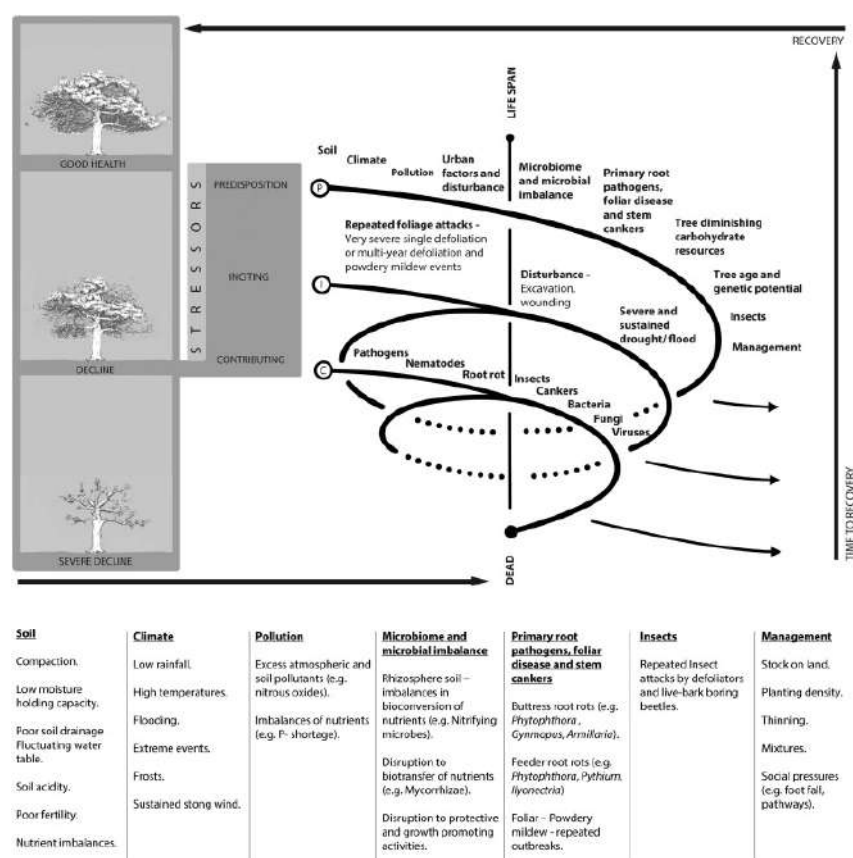 RECOVERY
LIFE SPAN
GOOD HEALTH
STRESSORS
PREDISPOSITION
INCITING
CONTRIBUTING
DECLINE
SEVERE DECLINE
P
I
C
Soil
Climate
Pollution
Urban
factors and
disturbance
Microbiome
and microbial
imbalance
Primary root
pathogens,
foliar disease
and stem
cankers
Tree diminishing
carbohydrate
resources
Tree age and
genetic potential
Insects
Management
Repeated foliage attacks –
Very severe single defoliation
or multi-year defoliation and
powdery mildew events
Disturbance –
Excavation,
wounding
Severe and
sustained
drought/flood
Pathogens
Nematodes
Root rot
Insects
Cankers
Bacteria
Fungi
Viruses
DEAD
TIME TO RECOVERY
Soil
Compaction.
Low moisture
holding capacity.
Poor soil drainage
Fluctuating water
table.
Soil acidity.
Poor fertility.
Nutrient imbalances.
Climate
Low rainfall.
High temperatures.
Flooding.
Extreme events.
Frosts.
Sustained stong wind.
Pollution
Excess atmospheric and
soil pollutants (e.g.
nitrous oxides).
Imbalances of nutrients
(e.g. P- shortage).
Microbiome and
microbial imbalance
Rhizosphere soil –
imbalances in
bioconversion of
nutrients (e.g. Nitrifying
microbes).
Disruption to
biotransfer of nutrients
(e.g. Mycorrhizae).
Disruption to protective
and growth promoting
activities.
Primary root
pathogens, foliar
disease and stem
cankers
Buttress root rots (e.g.
Phytophthora ,
Gymnopus, Armillaria).
Feeder root rots (e.g.
Phytophthora, Pythium,
Ilyonectria)
Foliar – Powdery
mildew - repeated
outbreaks.
Insects
Repeated Insect
attacks by defoliators
and live-bark boring
beetles.
Management
Stock on land.
Planting density.
Thinning.
Mixtures.
Social pressures
(e.g. foot fall,
pathways).